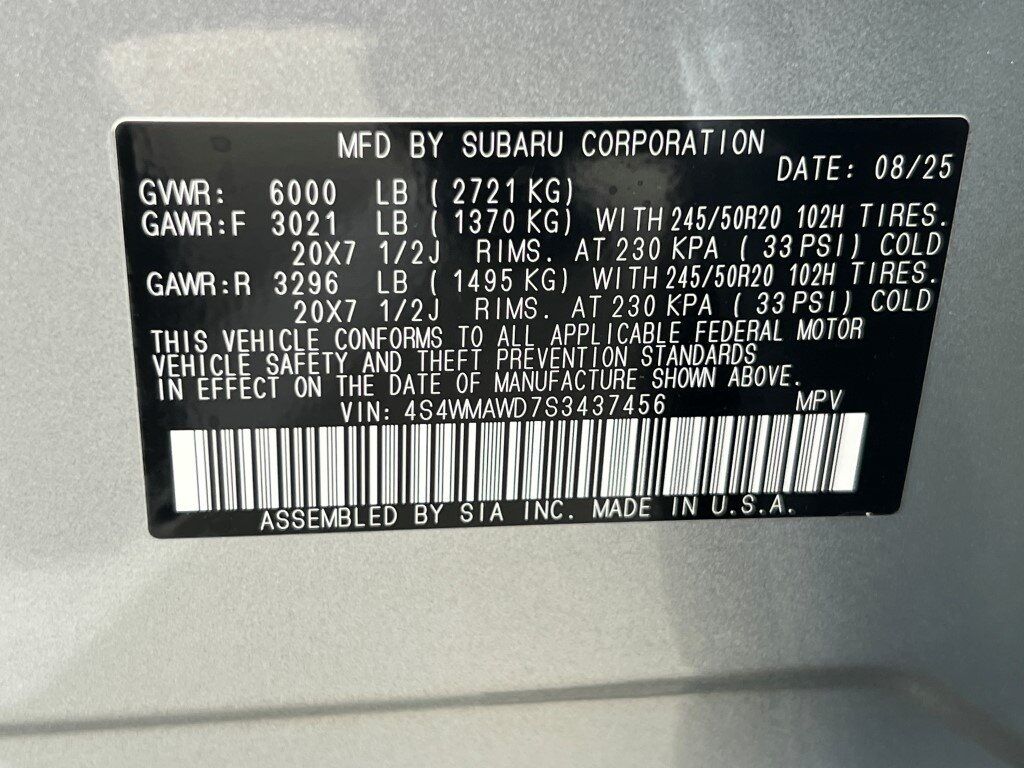 MFD BY SUBARU CORPORATION
DATE: 08/25
GVWR: 6000 LB ( 2721 KG)
GAWR:F 3021 LB ( 1370 KG) WITH 245/50R20 102H TIRES.
20X7 1/2J RIMS. AT 230 KPA ( 33 PSI) COLD
GAWR:R 3296 LB ( 1495 KG) WITH 245/50R20 102H TIRES.
20X7 1/2J RIMS. AT 230 KPA ( 33 PSI) COLD
THIS VEHICLE CONFORMS TO ALL APPLICABLE FEDERAL MOTOR
VEHICLE SAFETY AND THEFT PREVENTION STANDARDS
IN EFFECT ON THE DATE OF MANUFACTURE SHOWN ABOVE.
VIN: 4S4WMAWD7S3437456 MPV
ASSEMBLED BY SIA INC. MADE IN U.S.A.